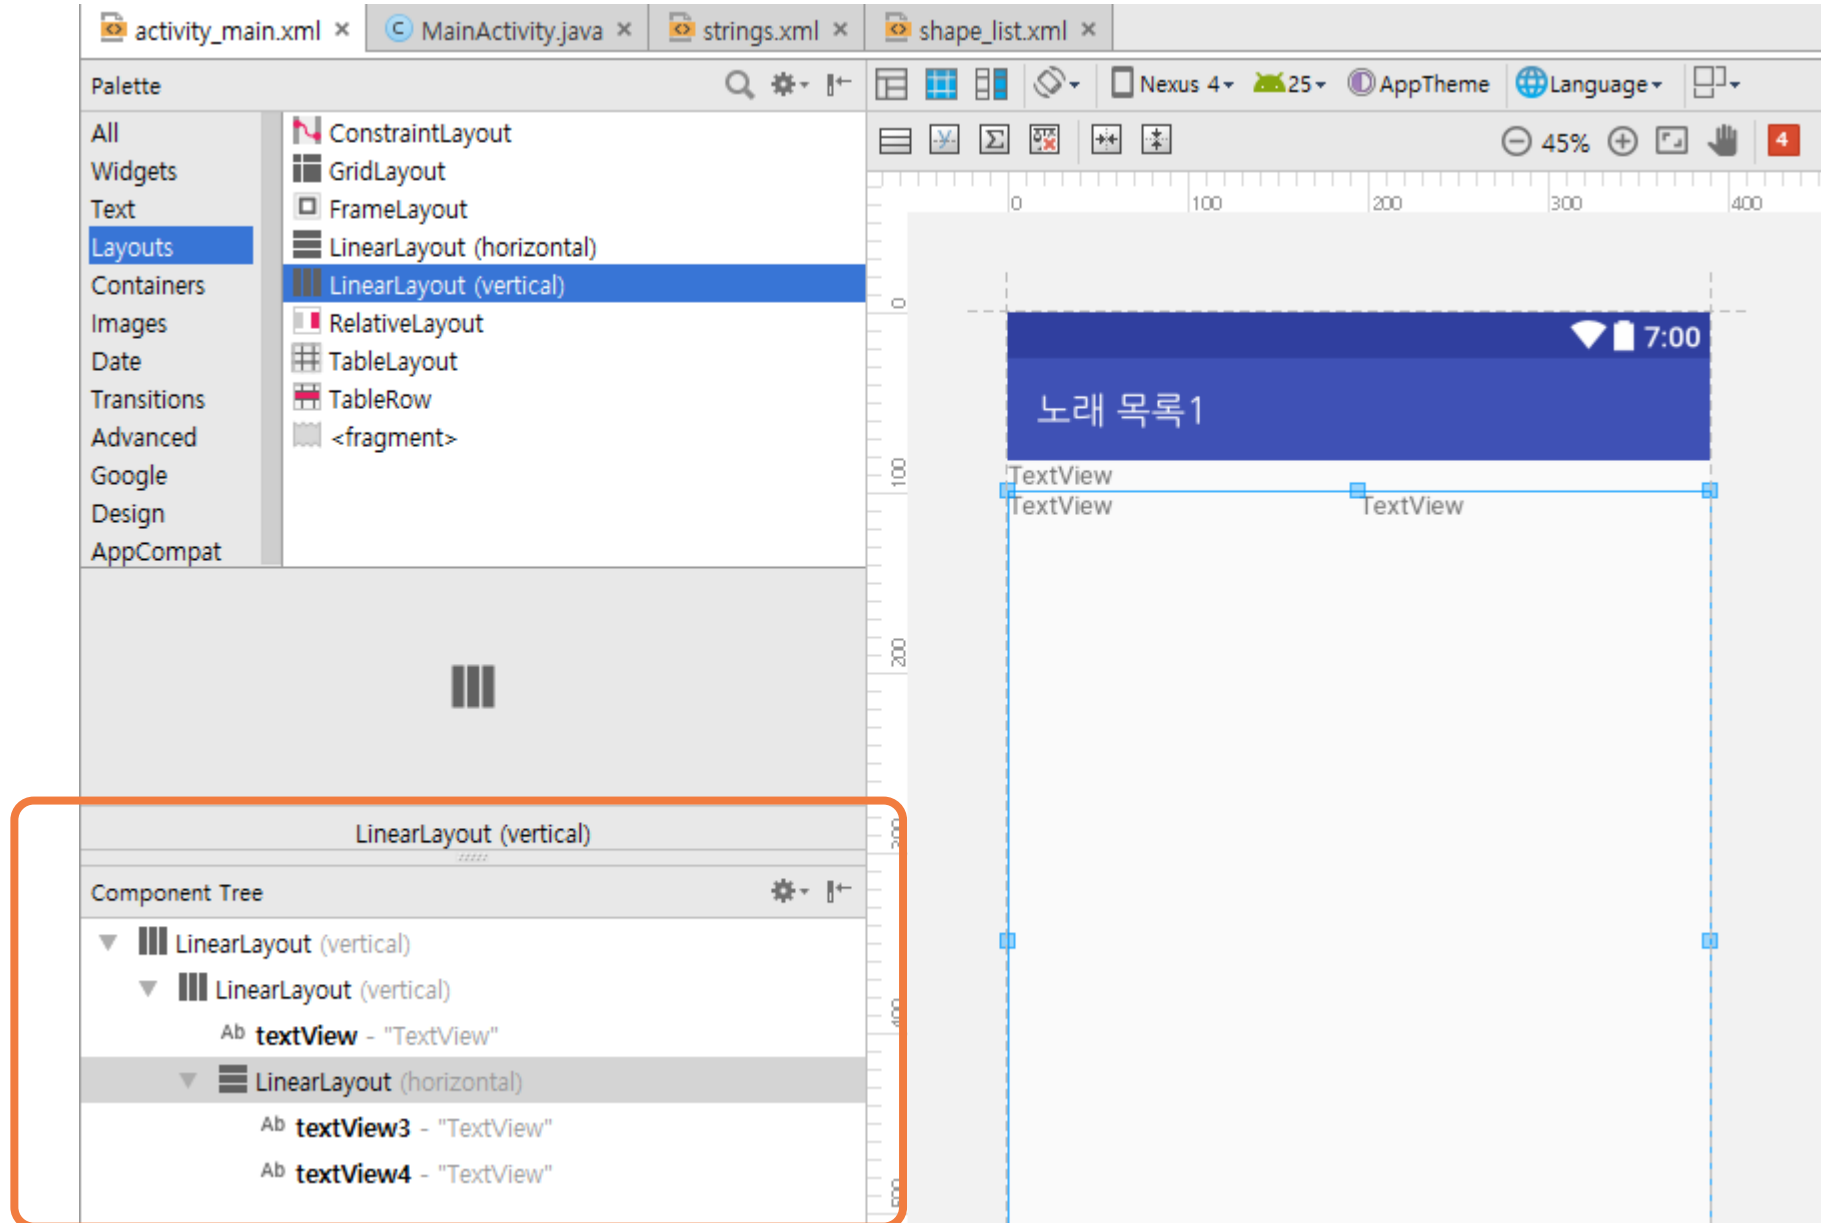 activity_main.xml
MainActivity.java
strings.xml
shape_list.xml
Palette
All
Widgets
Text
Layouts
Containers
Images
Date
Transitions
Advanced
Google
Design
AppCompat
ConstraintLayout
GridLayout
FrameLayout
LinearLayout (horizontal)
LinearLayout (vertical)
RelativeLayout
TableLayout
TableRow
<fragment>
LinearLayout (vertical)
Component Tree
LinearLayout (vertical)
LinearLayout (vertical)
Ab textView - "TextView"
LinearLayout (horizontal)
Ab textView3 - "TextView"
Ab textView4 - "TextView"
Nexus 4 25 AppTheme Language
45% 4
0 100 200 300 400
0
100
200
300
400
500
7:00
노래 목록1
TextView
TextView TextView